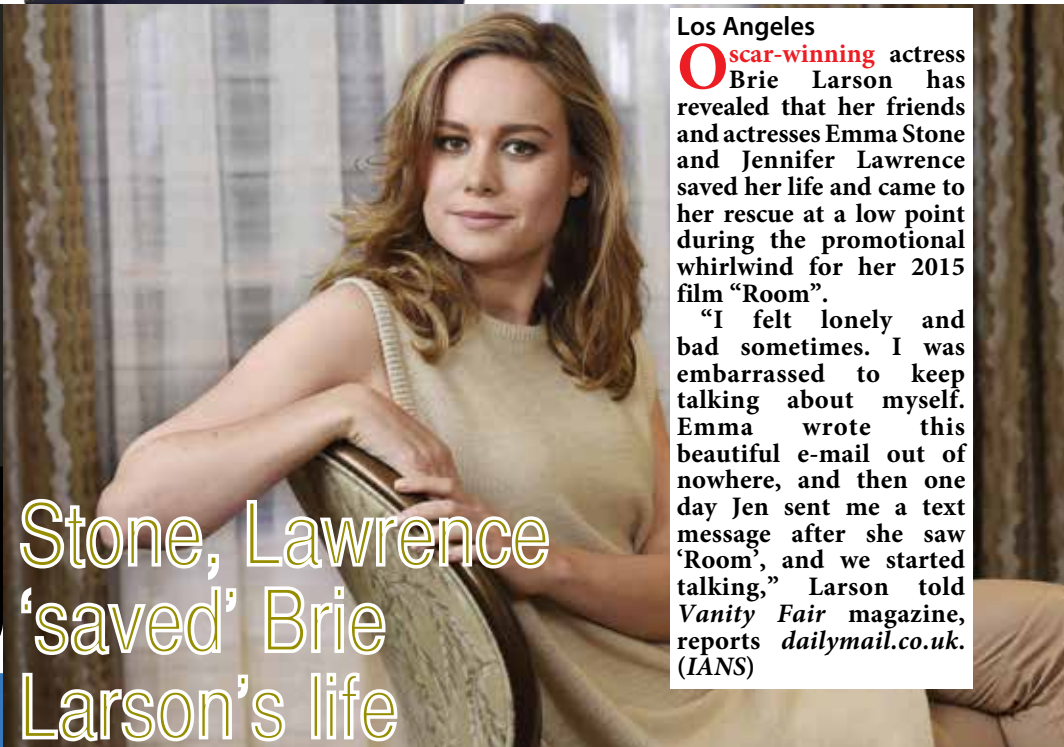 Stone, Lawrence
‘saved’ Brie
Larson’s life
Los Angeles
Oscar-winning actress
Brie Larson has
revealed that her friends
and actresses Emma Stone
and Jennifer Lawrence
saved her life and came to
her rescue at a low point
during the promotional
whirlwind for her 2015
film “Room”.
“I felt lonely and
bad sometimes. I was
embarrassed to keep
talking about myself.
Emma wrote this
beautiful e-mail out of
nowhere, and then one
day Jen sent me a text
message after she saw
‘Room’, and we started
talking,” Larson told
Vanity Fair magazine,
reports dailymail.co.uk.
(IANS)